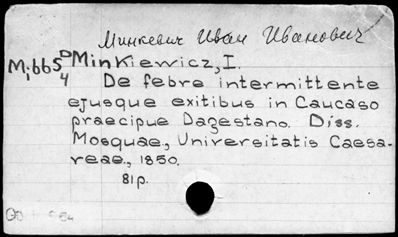 Минкевич Иван Иванович
M,665 D Minkiewicz, I.
4
De febre intermittente
ejusque exitibus in Caucaso
praecipue Dagestano. Diss.
Mosquae, Universitatis Caesa-
reae, 1850.
81p.